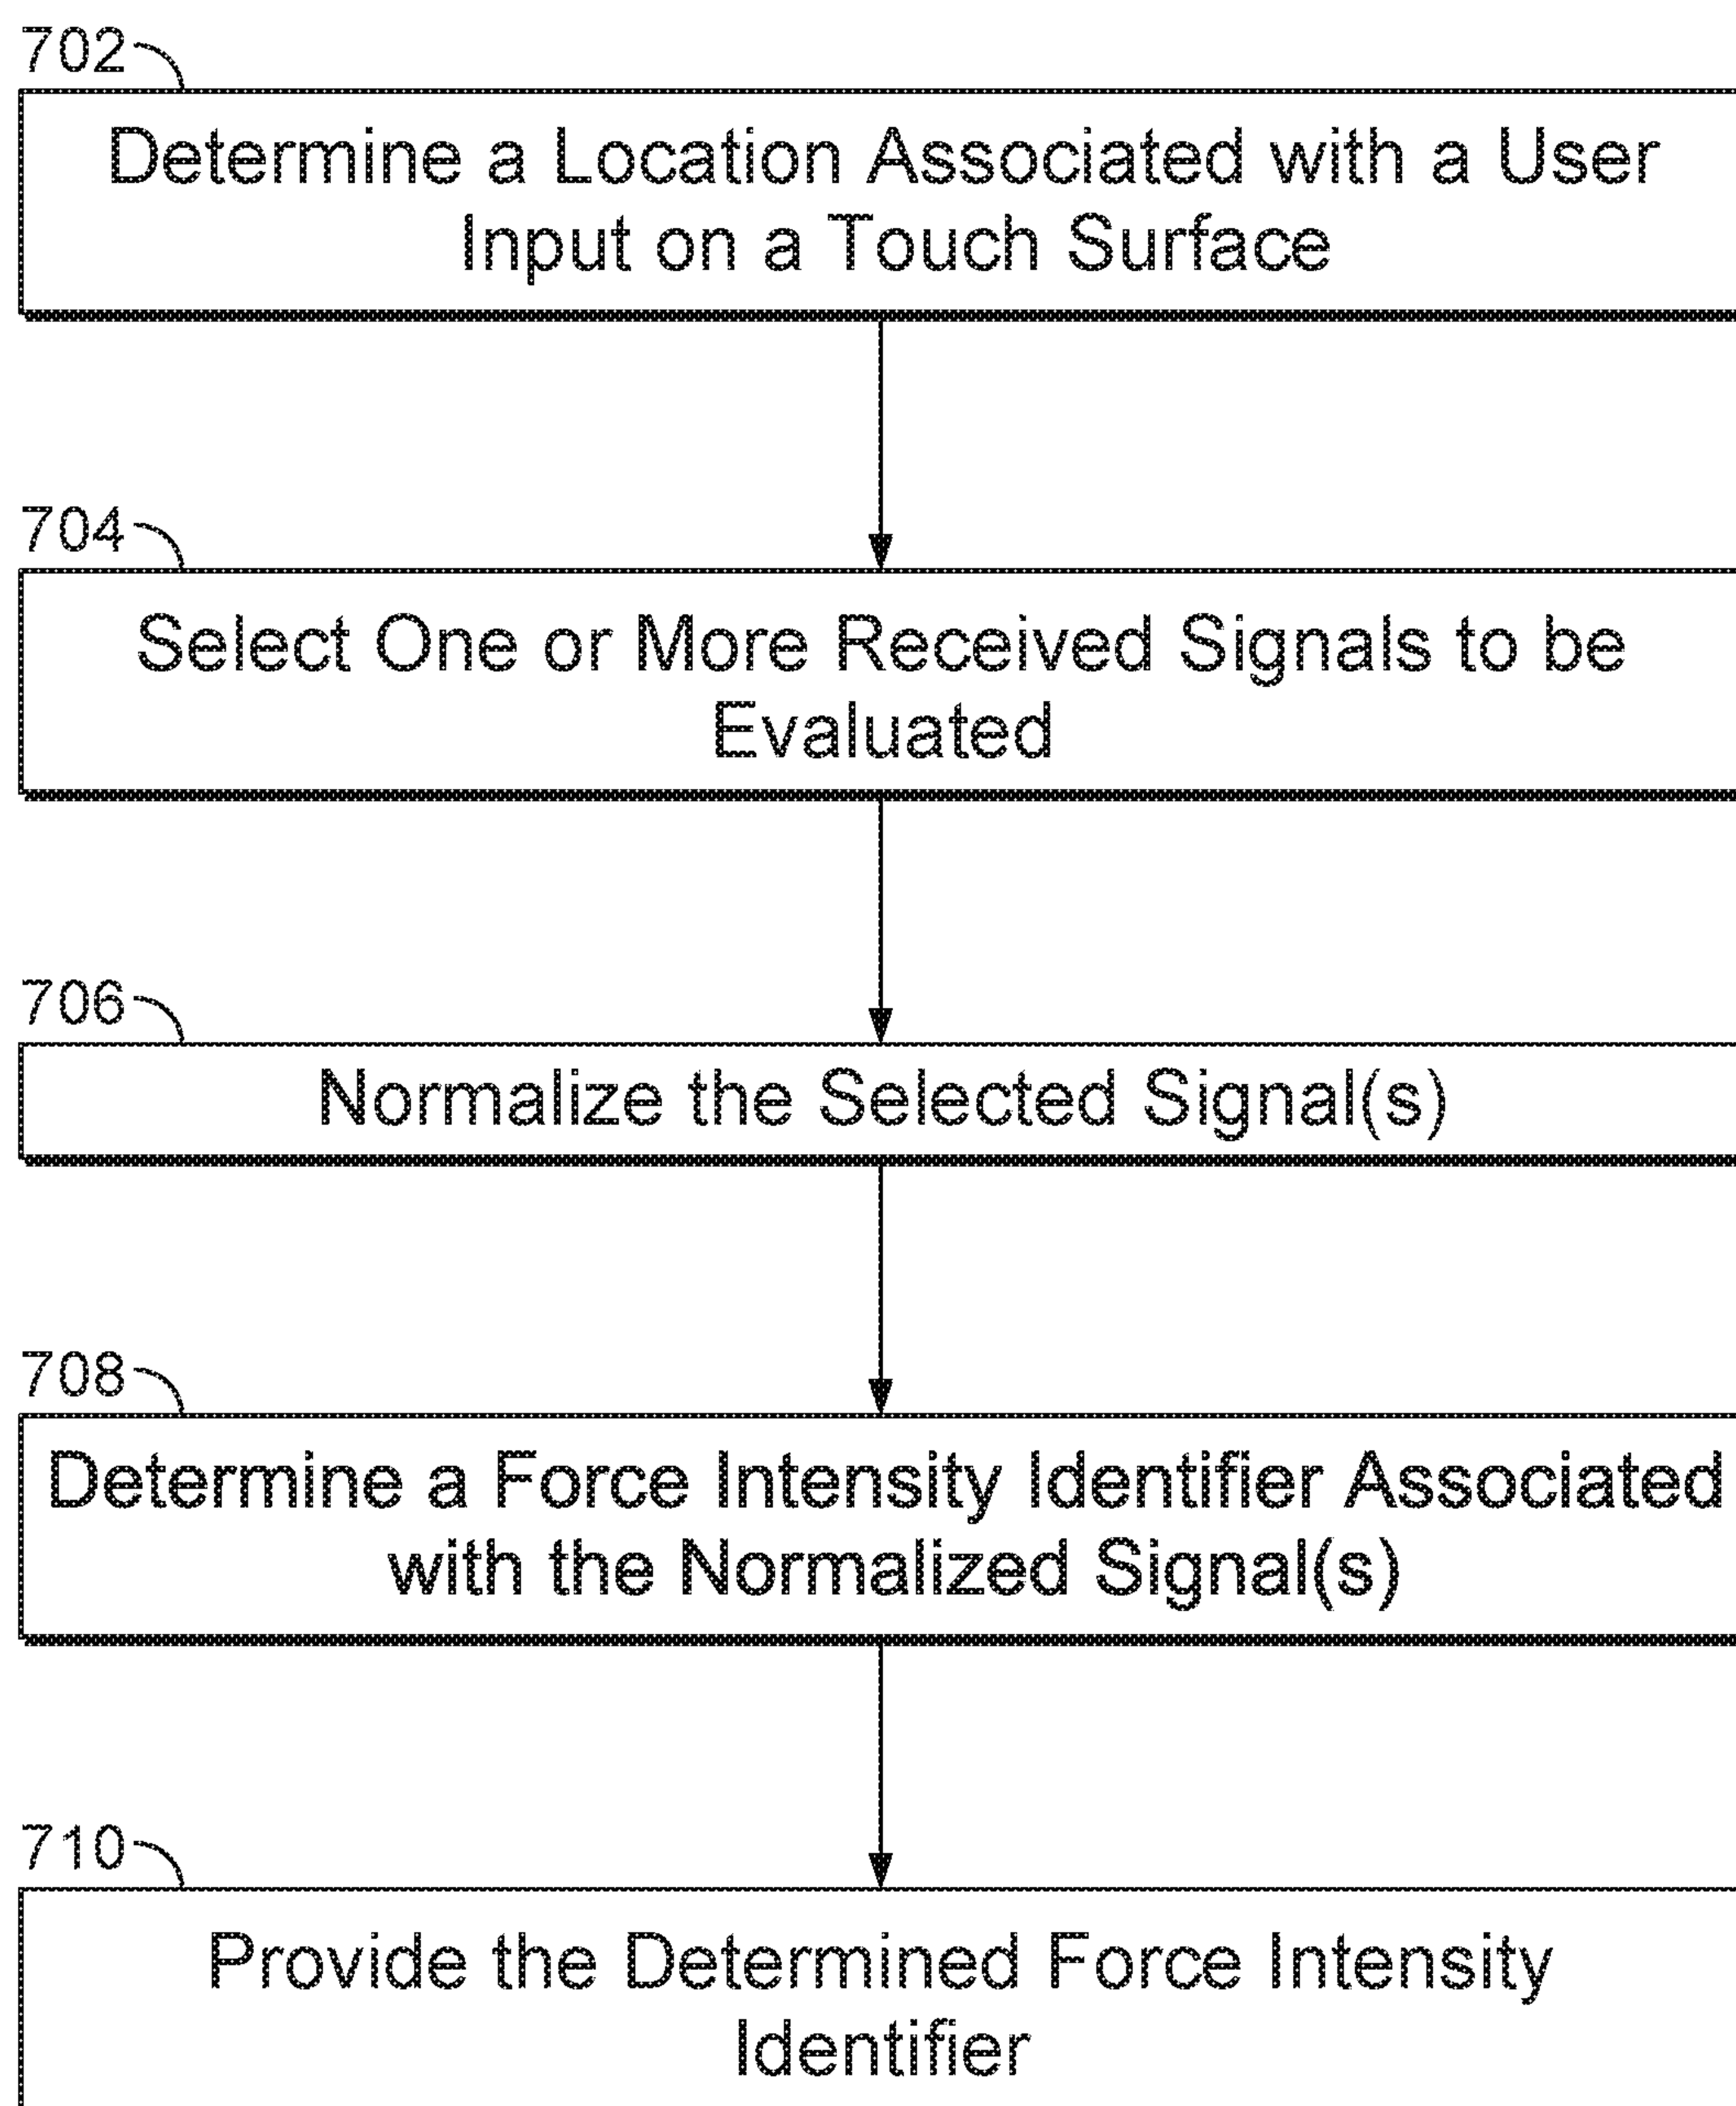 702
Determine a Location Associated with a User
Input on a Touch Surface
704
Select One or More Received Signals to be
Evaluated
706
Normalize the Selected Signal(s)
708
Determine a Force Intensity Identifier Associated
with the Normalized Signal(s)
710
Provide the Determined Force Intensity
Identifier